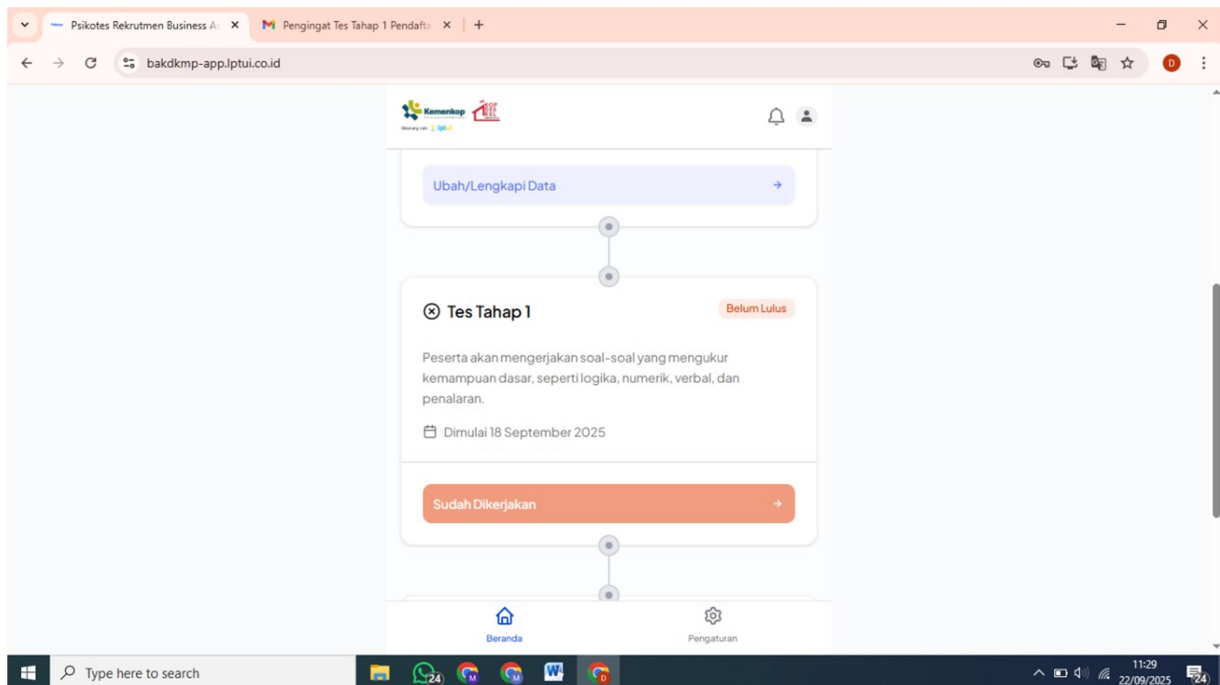 Psikotes Rekrutmen Business A
Pengingat Tes Tahap 1 Pendafta
bakdkmp-app.lptui.co.id
D
Kemenkop
Ubah/Lengkapi Data
Tes Tahap 1
Belum Lulus
Peserta akan mengerjakan soal-soal yang mengukur
kemampuan dasar, seperti logika, numerik, verbal, dan
penalaran.
Dimulai 18 September 2025
Sudah Dikerjakan
Beranda
Pengaturan
Type here to search
24
M
M
W
D
11:29
22/09/2025
24